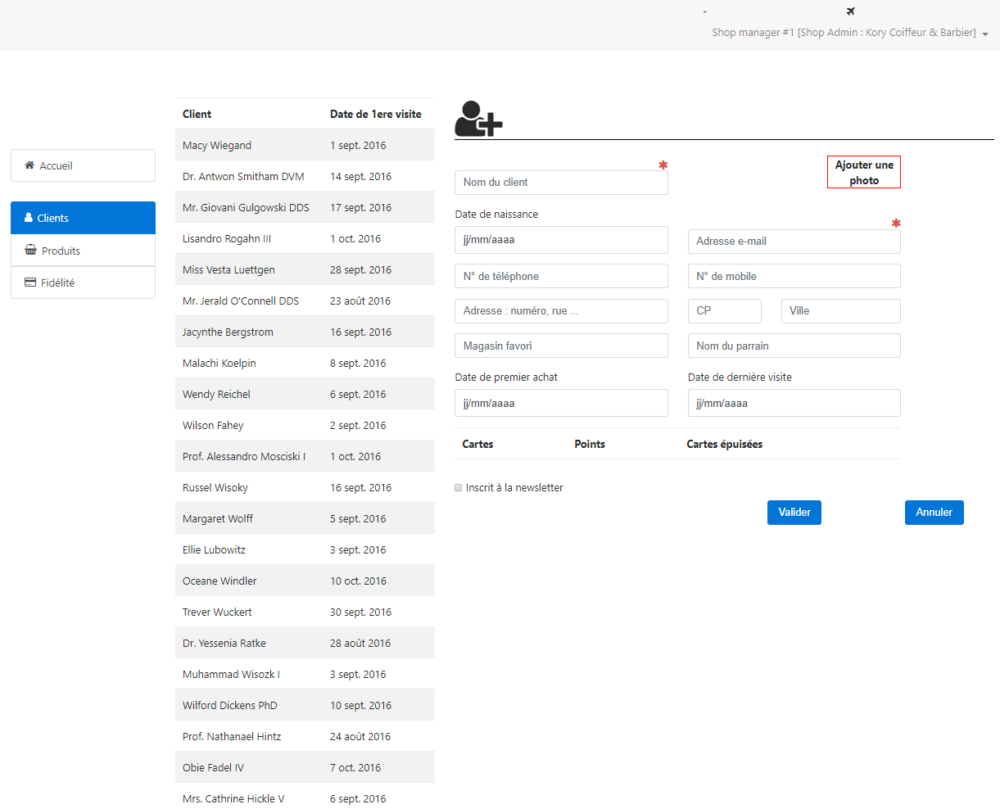 -
Shop manager #1 [Shop Admin : Kory Coiffeur & Barbier]
Accueil
Clients
Produits
Fidélité
Client Date de 1ere visite
Macy Wiegand 1 sept. 2016
Dr. Antwon Smitham DVM 14 sept. 2016
Mr. Giovani Gulgowski DDS 17 sept. 2016
Lisandro Rogahn III 1 oct. 2016
Miss Vesta Luettgen 28 sept. 2016
Mr. Jerald O'Connell DDS 23 août 2016
Jacynthe Bergstrom 16 sept. 2016
Malachi Koelpin 8 sept. 2016
Wendy Reichel 6 sept. 2016
Wilson Fahey 2 sept. 2016
Prof. Alessandro Mosciski I 1 oct. 2016
Russel Wisoky 16 sept. 2016
Margaret Wolff 5 sept. 2016
Ellie Lubowitz 3 sept. 2016
Oceane Windler 10 oct. 2016
Trever Wuckert 30 sept. 2016
Dr. Yessenia Ratke 28 août 2016
Muhammad Wisozk I 3 sept. 2016
Wilford Dickens PhD 10 sept. 2016
Prof. Nathanael Hintz 24 août 2016
Obie Fadel IV 7 oct. 2016
Mrs. Cathrine Hickle V 6 sept. 2016
Ajouter une
photo
*
Nom du client
Date de naissance
*
jj/mm/aaaa Adresse e-mail
N° de téléphone N° de mobile
Adresse : numéro, rue ... CP Ville
Magasin favori Nom du parrain
Date de premier achat Date de dernière visite
jj/mm/aaaa jj/mm/aaaa
Cartes Points Cartes épuisées
Inscrit à la newsletter
Valider Annuler